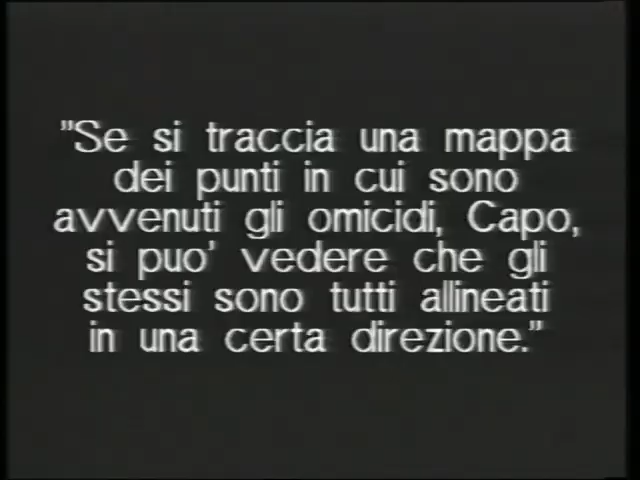 "Se si traccia una mappa
dei punti in cui sono
avvenuti gli omicidi, Capo,
si puo' vedere che gli
stessi sono tutti allineati
in una certa direzione."